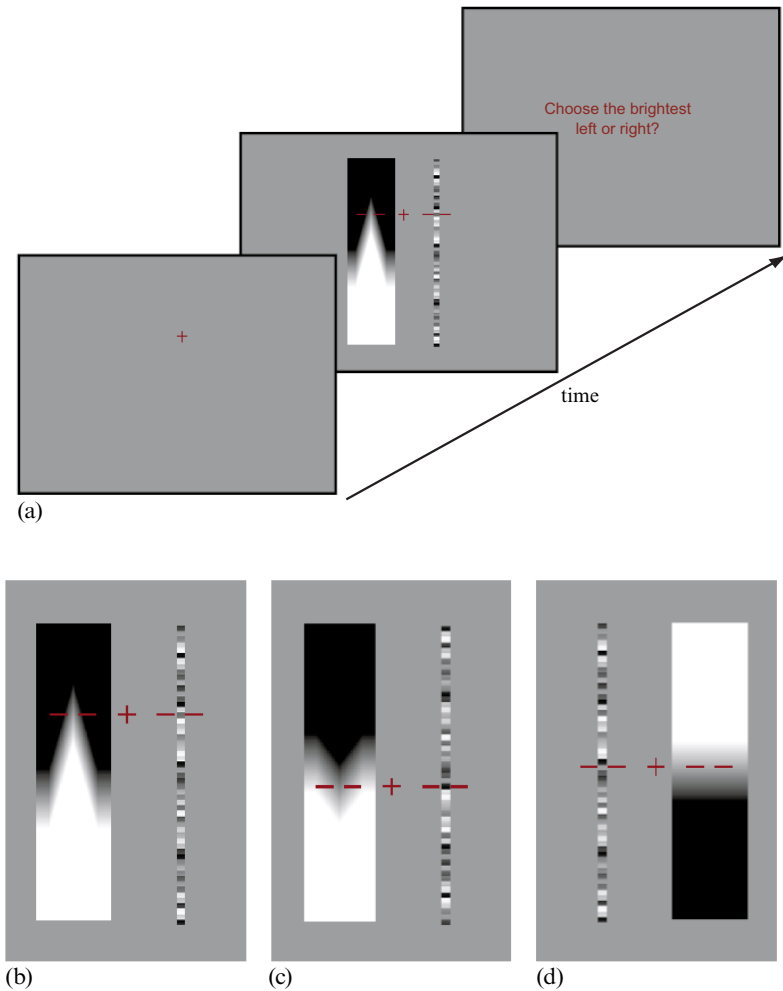 Choose the brightest
left or right?
time
(a)
(b)
(c)
(d)